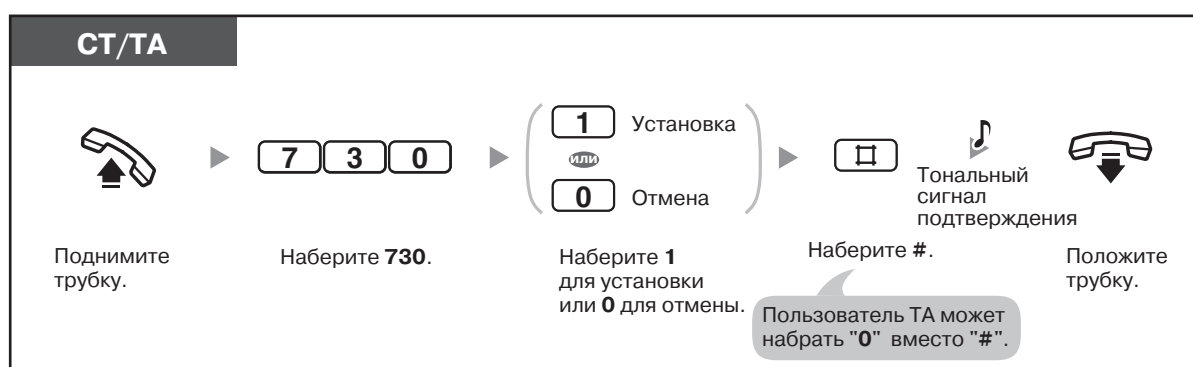 СТ/ТА
7 3 0
1 Установка
или
0 Отмена
#
Тональный
сигнал
подтверждения
Поднимите
трубку.
Наберите 730.
Наберите 1
для установки
или 0 для отмены.
Наберите #.
Положите
трубку.
Пользователь ТА может
набрать "0" вместо "#".